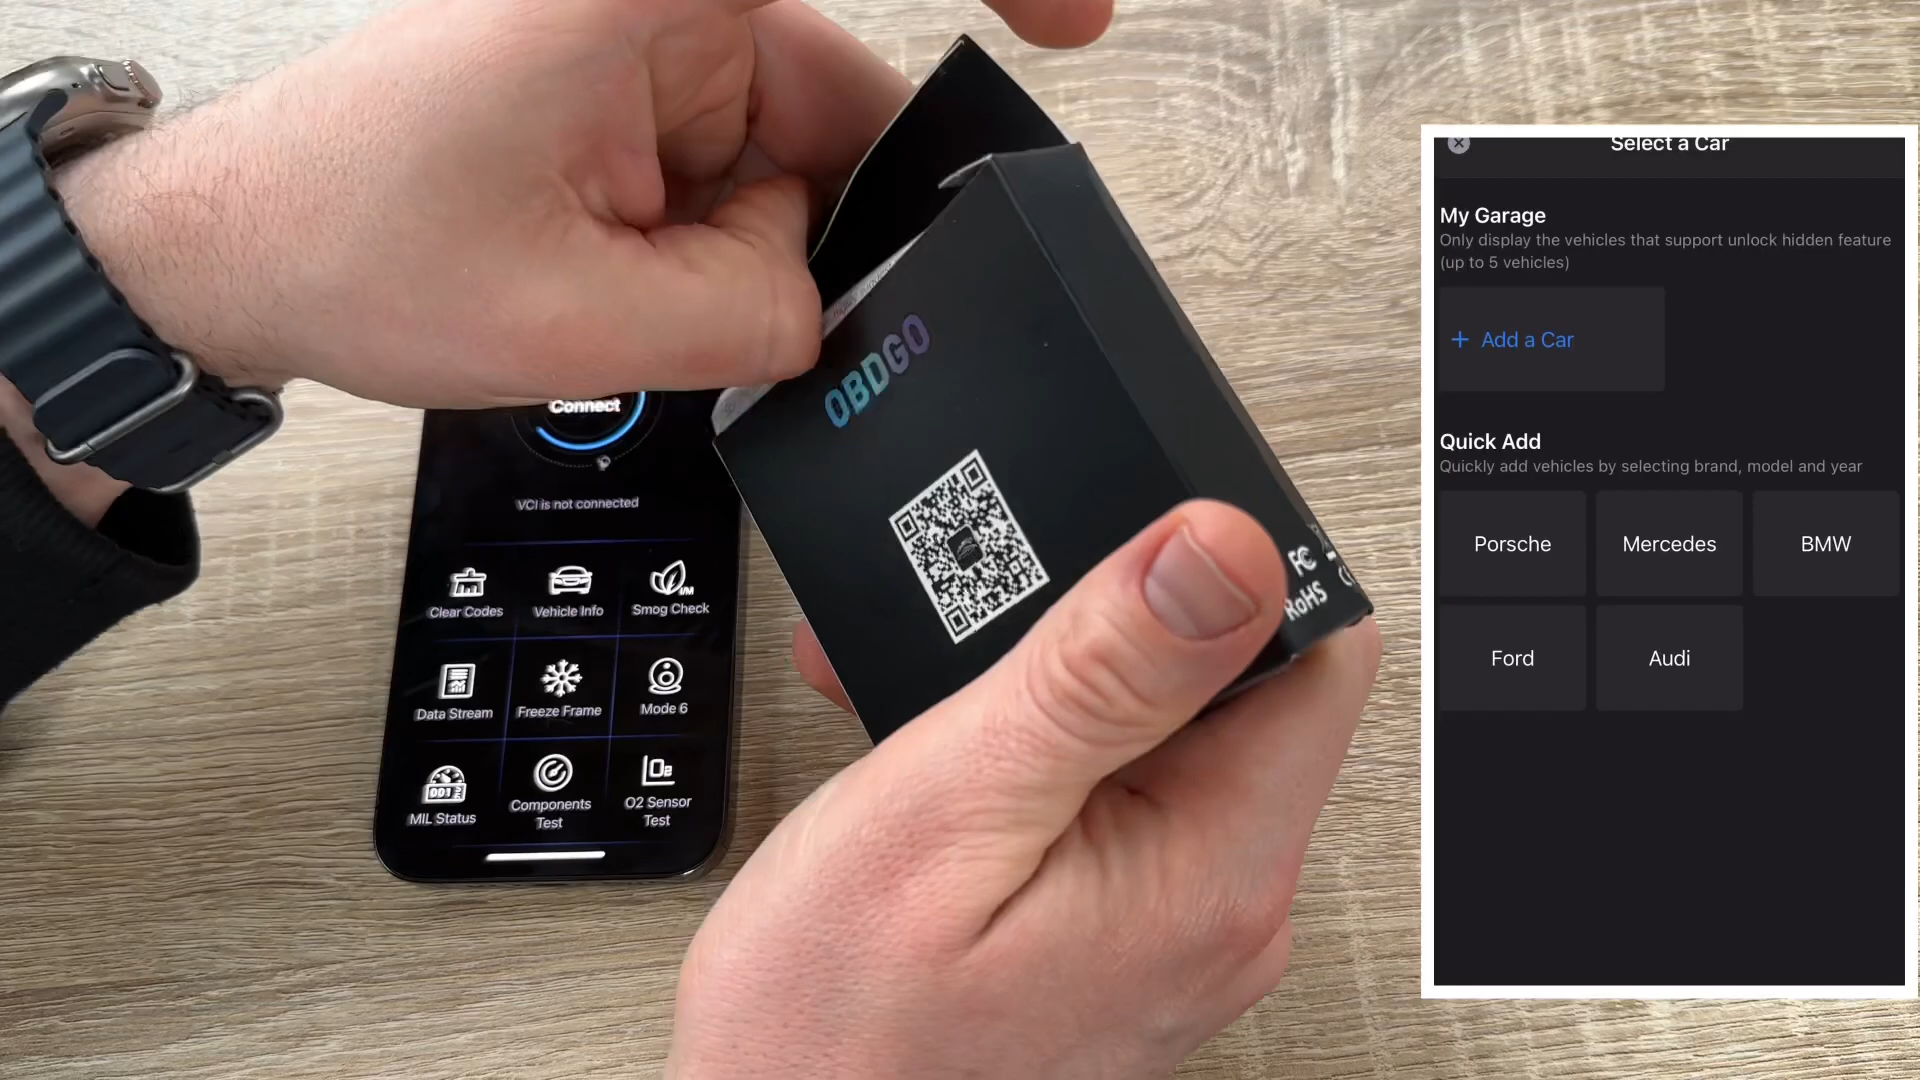 Connect
VCI is not connected
Clear Codes
Vehicle Info
I/M
Smog Check
Data Stream
Freeze Frame
Mode 6
001
MIL Status
Components
Test
O2
O2 Sensor
Test
OBDGO
FC
RoHS
Select a Car
My Garage
Only display the vehicles that support unlock hidden feature
(up to 5 vehicles)
+ Add a Car
Quick Add
Quickly add vehicles by selecting brand, model and year
Porsche
Mercedes
BMW
Ford
Audi